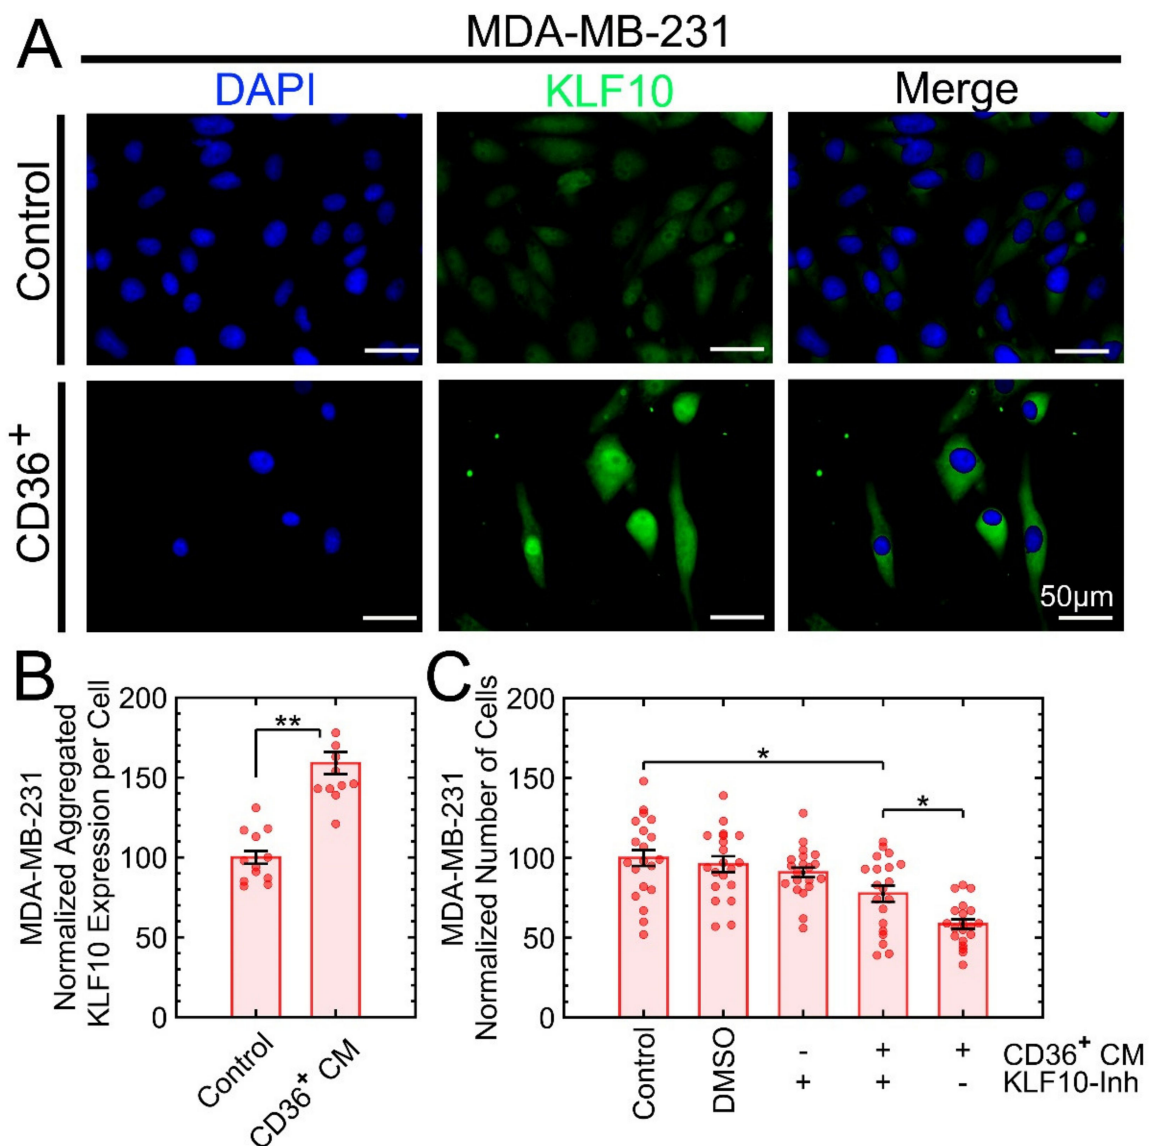 A
MDA-MB-231
DAPI
KLF10
Merge
Control
CD36⁺
50µm
B
MDA-MB-231
Normalized Aggregated
KLF10 Expression per Cell
200
150
100
50
0
**
Control
CD36⁺ CM
C
MDA-MB-231
Normalized Number of Cells
200
150
100
50
0
*
*
Control
DMSO
- + + CD36⁺ CM
+ + - KLF10-Inh